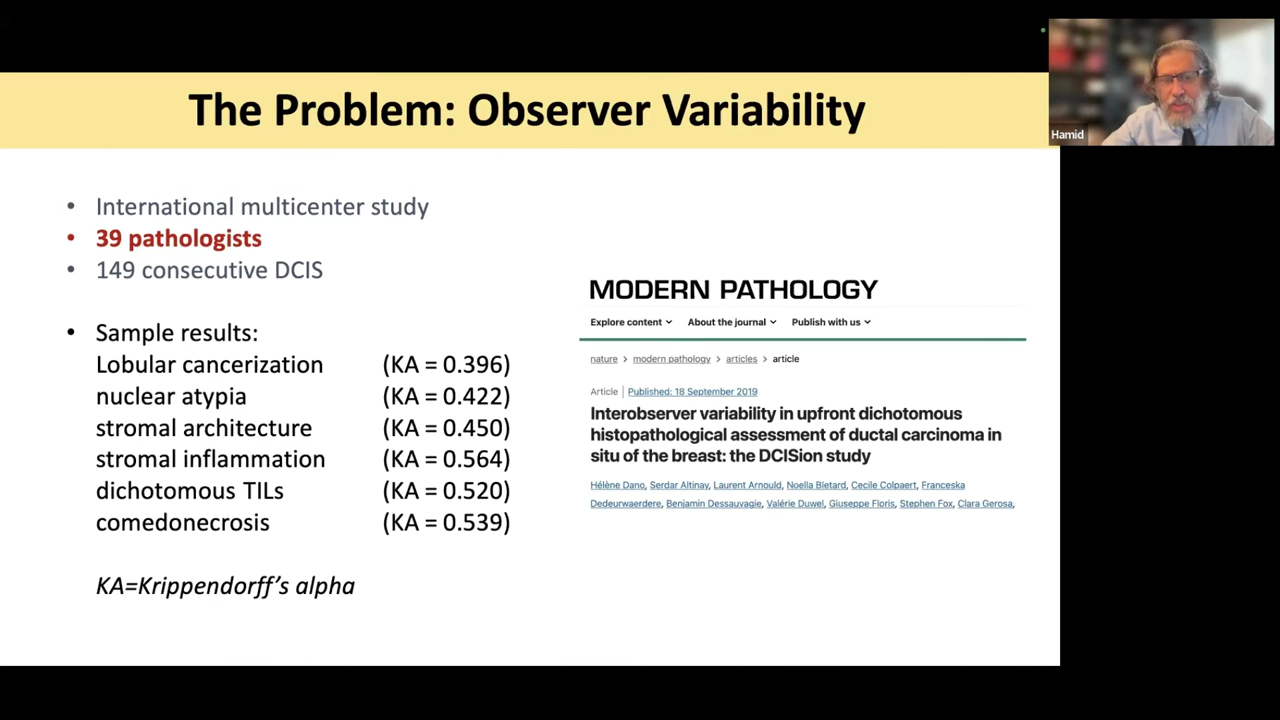 The Problem: Observer Variability
Hamid
• International multicenter study
• 39 pathologists
• 149 consecutive DCIS
• Sample results:
Lobular cancerization (KA = 0.396)
nuclear atypia (KA = 0.422)
stromal architecture (KA = 0.450)
stromal inflammation (KA = 0.564)
dichotomous TILs (KA = 0.520)
comedonecrosis (KA = 0.539)
KA=Krippendorff's alpha
MODERN PATHOLOGY
Explore content About the journal Publish with us
nature > modern pathology > articles > article
Article | Published: 18 September 2019
Interobserver variability in upfront dichotomous
histopathological assessment of ductal carcinoma in
situ of the breast: the DCISion study
Hélène Dano, Serdar Altinay, Laurent Arnould, Noella Bletard, Cecile Colpaert, Franceska
Dedeurwaerdere, Benjamin Dessauvagie, Valérie Duwel, Giuseppe Floris, Stephen Fox, Clara Gerosa,